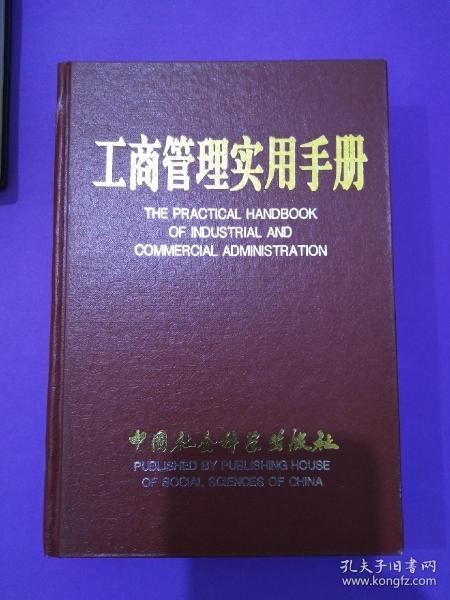 工商管理实用手册
THE PRACTICAL HANDBOOK
OF INDUSTRIAL AND
COMMERCIAL ADMINISTRATION
中国社会科学出版社
PUBLISHED BY PUBLISHING HOUSE
OF SOCIAL SCIENCES OF CHINA
孔夫子旧书网
www.kongfz.com